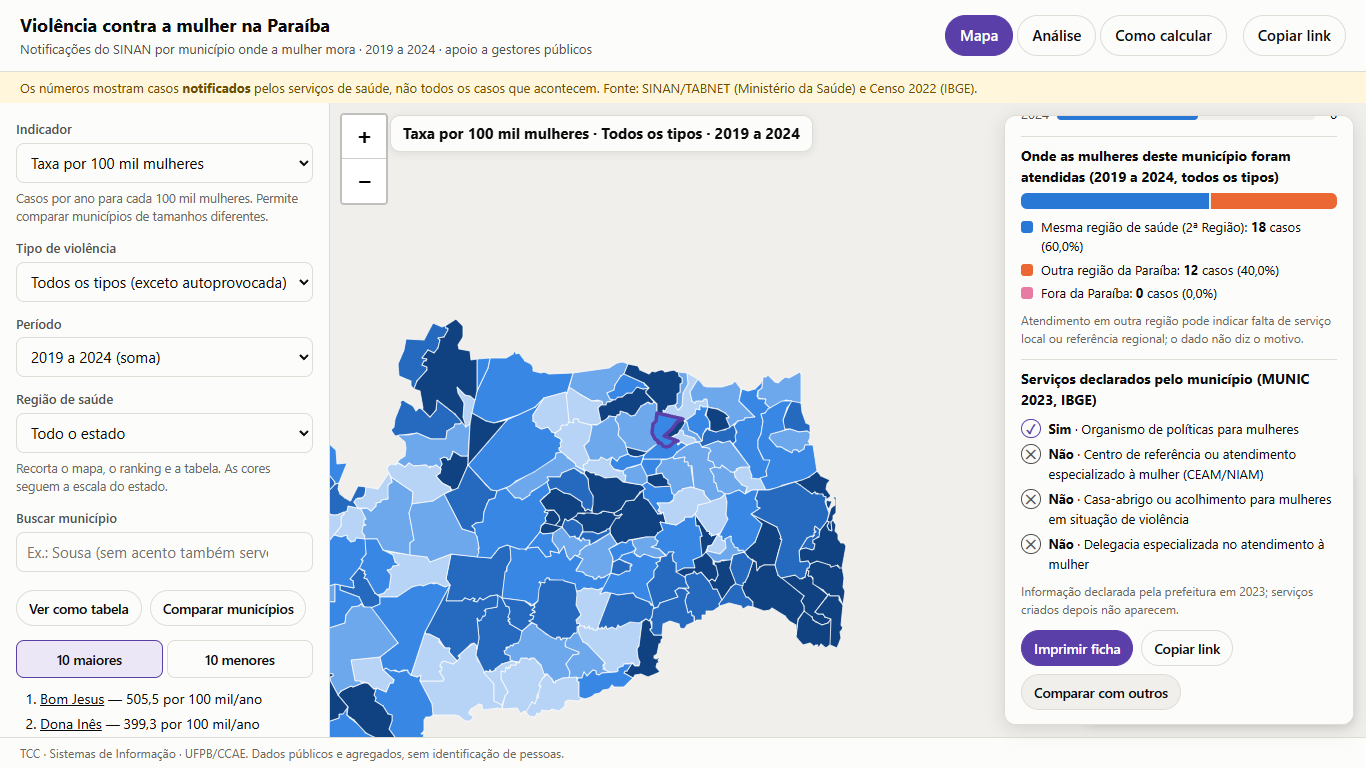 Violência contra a mulher na Paraíba
Notificações do SINAN por município onde a mulher mora · 2019 a 2024 · apoio a gestores públicos
Mapa
Análise
Como calcular
Copiar link
Os números mostram casos notificados pelos serviços de saúde, não todos os casos que acontecem. Fonte: SINAN/TABNET (Ministério da Saúde) e Censo 2022 (IBGE).
Indicador
Taxa por 100 mil mulheres
Casos por ano para cada 100 mil mulheres. Permite
comparar municípios de tamanhos diferentes.
Tipo de violência
Todos os tipos (exceto autoprovocada)
Período
2019 a 2024 (soma)
Região de saúde
Todo o estado
Recorta o mapa, o ranking e a tabela. As cores
seguem a escala do estado.
Buscar município
Ex.: Sousa (sem acento também serve
Ver como tabela
Comparar municípios
10 maiores
10 menores
1. Bom Jesus — 505,5 por 100 mil/ano
2. Dona Inês — 399,3 por 100 mil/ano
+
−
Taxa por 100 mil mulheres · Todos os tipos · 2019 a 2024
2024
Onde as mulheres deste município foram
atendidas (2019 a 2024, todos os tipos)
Mesma região de saúde (2ª Região): 18 casos
(60,0%)
Outra região da Paraíba: 12 casos (40,0%)
Fora da Paraíba: 0 casos (0,0%)
Atendimento em outra região pode indicar falta de serviço
local ou referência regional; o dado não diz o motivo.
Serviços declarados pelo município (MUNIC
2023, IBGE)
Sim · Organismo de políticas para mulheres
Não · Centro de referência ou atendimento
especializado à mulher (CEAM/NIAM)
Não · Casa-abrigo ou acolhimento para mulheres
em situação de violência
Não · Delegacia especializada no atendimento à
mulher
Informação declarada pela prefeitura em 2023; serviços
criados depois não aparecem.
Imprimir ficha
Copiar link
Comparar com outros
TCC · Sistemas de Informação · UFPB/CCAE. Dados públicos e agregados, sem identificação de pessoas.